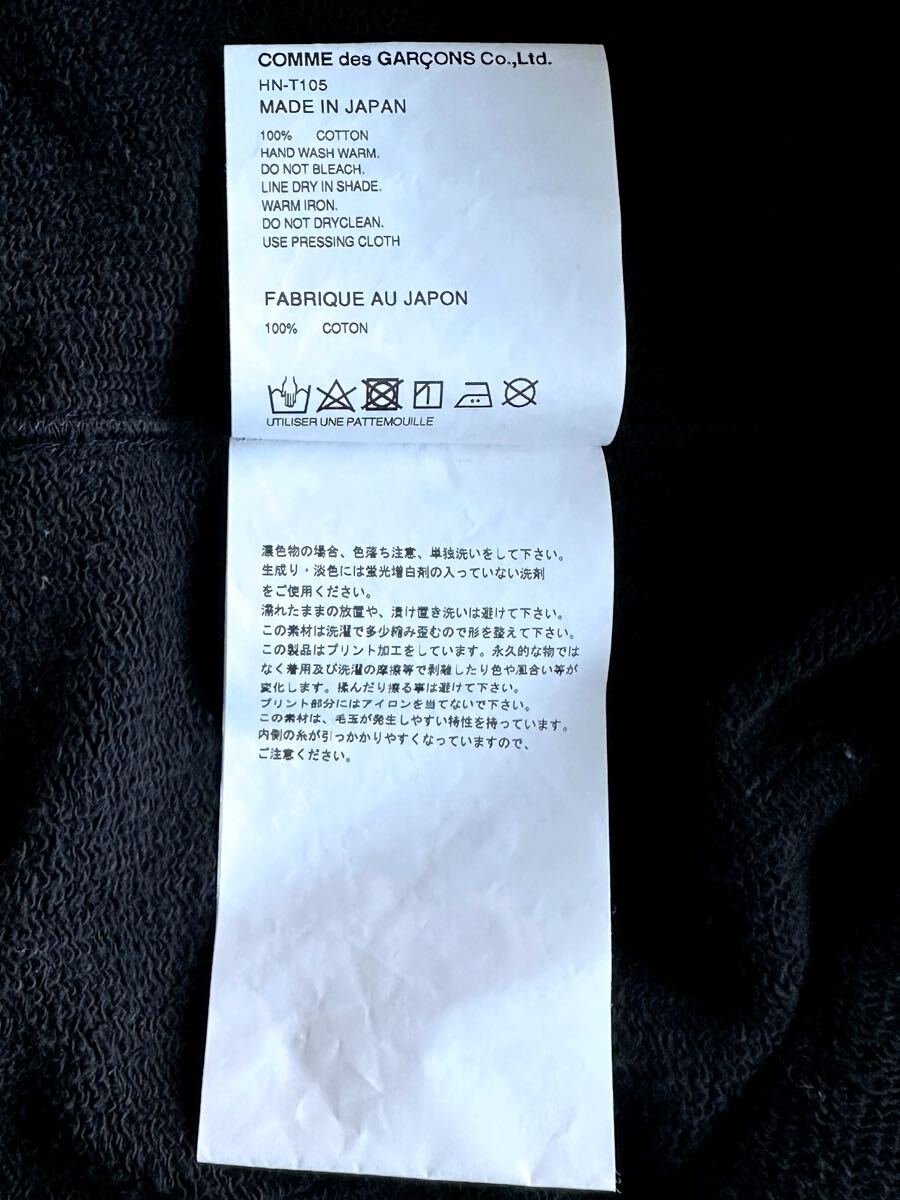 COMME des GARÇONS Co.,Ltd.
HN-T105
MADE IN JAPAN
100% COTTON
HAND WASH WARM.
DO NOT BLEACH.
LINE DRY IN SHADE.
WARM IRON.
DO NOT DRYCLEAN.
USE PRESSING CLOTH
FABRIQUE AU JAPON
100% COTON
UTILISER UNE PATTEMOUILLE
濃色物の場合、色落ち注意、単独洗いをして下さい。
生成り・淡色には蛍光増白剤の入っていない洗剤
をご使用ください。
濡れたままの放置や、漬け置き洗いは避けて下さい。
この素材は洗濯で多少縮み歪むので形を整えて下さい。
この製品はプリント加工をしています。永久的な物では
なく着用及び洗濯の摩擦等で剥離したり色や風合い等が
変化します。揉んだり擦る事は避けて下さい。
プリント部分にはアイロンを当てないで下さい。
この素材は、毛玉が発生しやすい特性を持っています。
内側の糸が引っかかりやすくなっていますので、
ご注意ください。